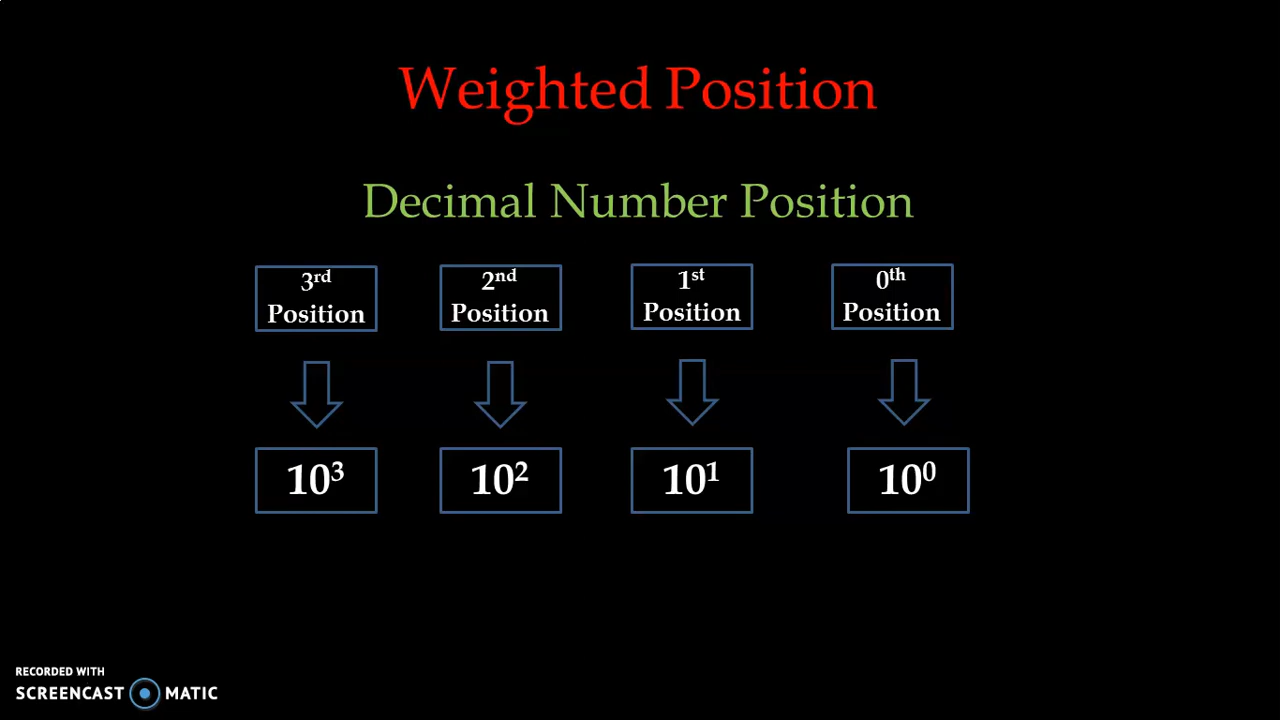 Weighted Position
Decimal Number Position
3rd Position
2nd Position
1st Position
0th Position
10³
10²
10¹
10⁰
RECORDED WITH
SCREENCAST MATIC